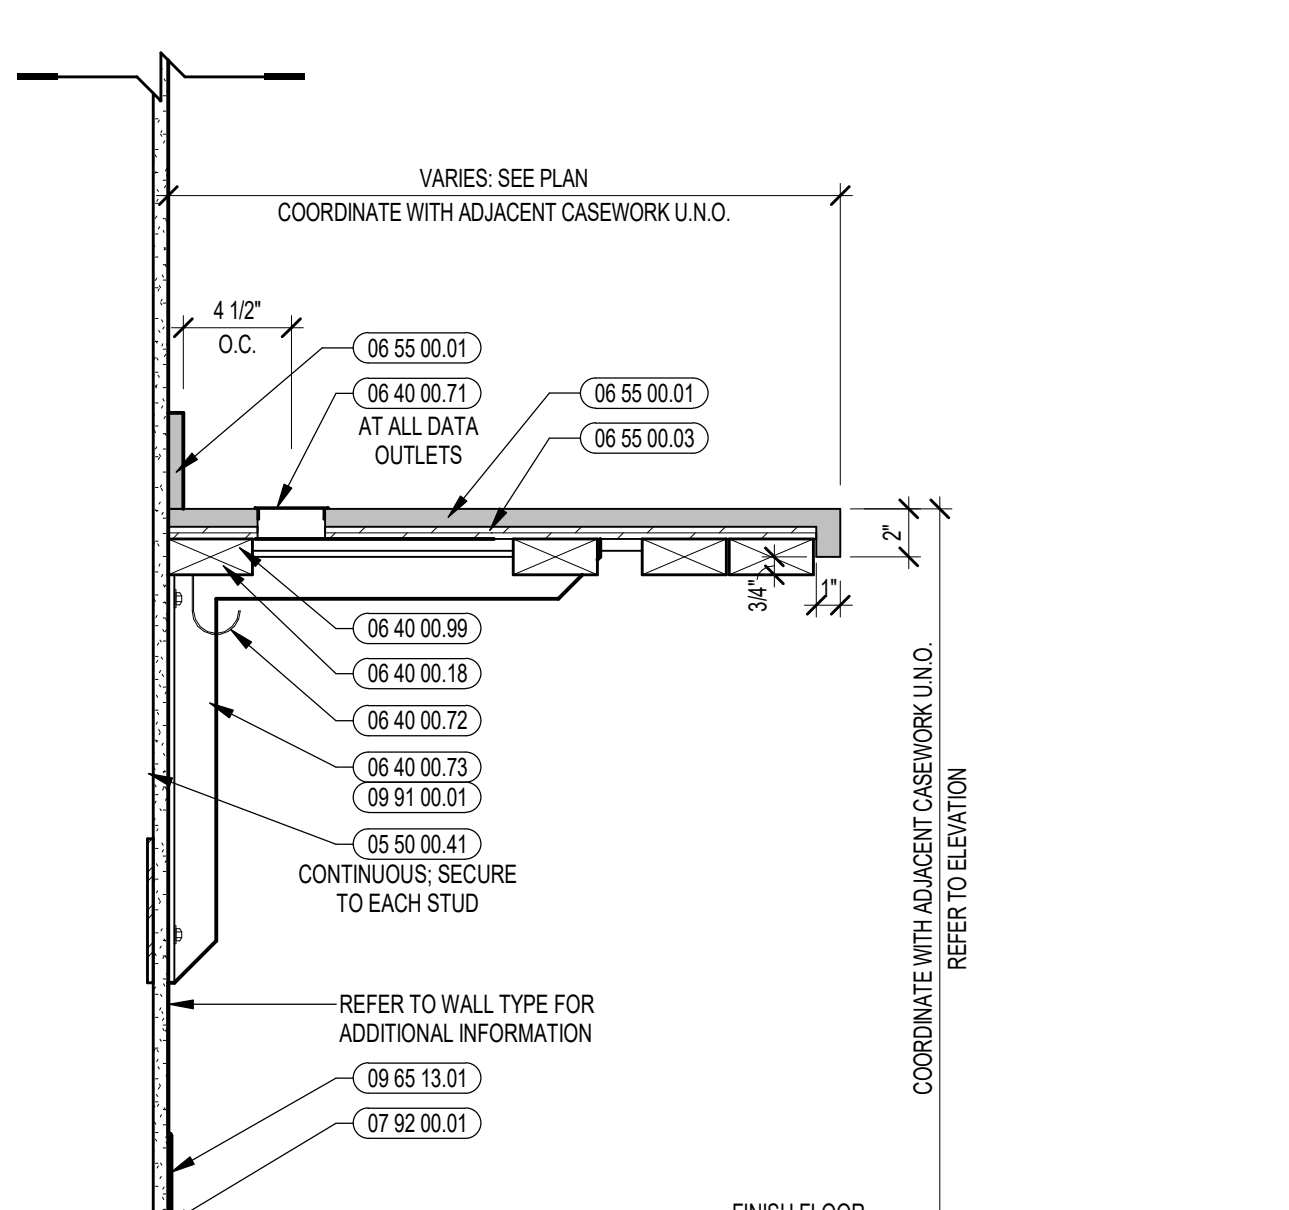 VARIES: SEE PLAN
COORDINATE WITH ADJACENT CASEWORK U.N.O.
4 1/2"
O.C.
06 55 00.01
06 40 00.71
AT ALL DATA
OUTLETS
06 55 00.01
06 55 00.03
2"
3/4"
1"
06 40 00.99
06 40 00.18
06 40 00.72
06 40 00.73
09 91 00.01
05 50 00.41
CONTINUOUS; SECURE
TO EACH STUD
COORDINATE WITH ADJACENT CASEWORK U.N.O.
REFER TO ELEVATION
REFER TO WALL TYPE FOR
ADDITIONAL INFORMATION
09 65 13.01
07 92 00.01
FINISH FLOOR